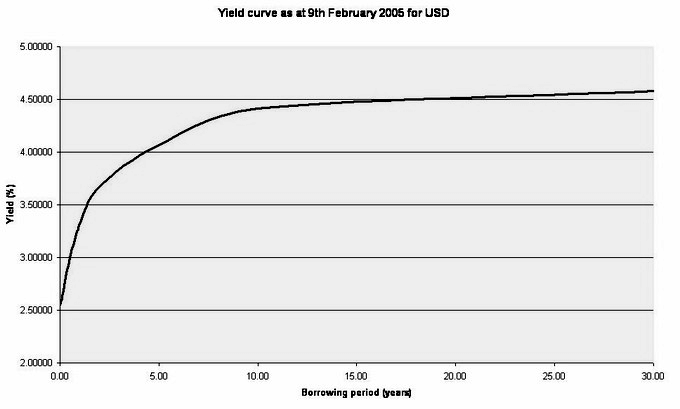 Yield curve as at 9th February 2005 for USD
5.00000
4.50000
4.00000
3.50000
3.00000
2.50000
2.00000
Yield (%)
0.00 5.00 10.00 15.00 20.00 25.00 30.00
Borrowing period (years)